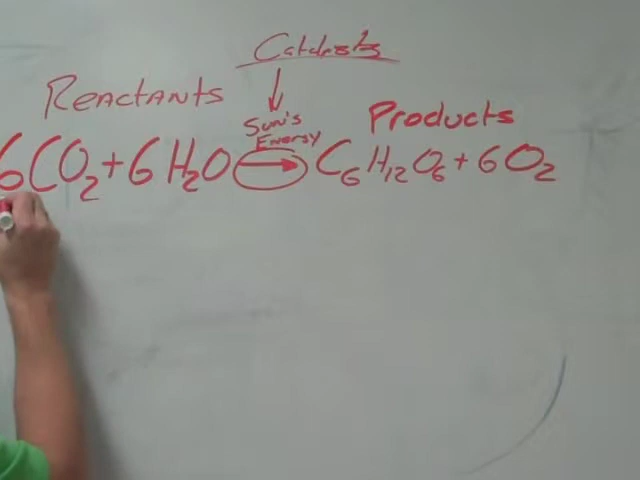 Catalysts
Reactants
Sun's
Energy
Products
6CO₂+6H₂O → C₆H₁₂O₆+6O₂